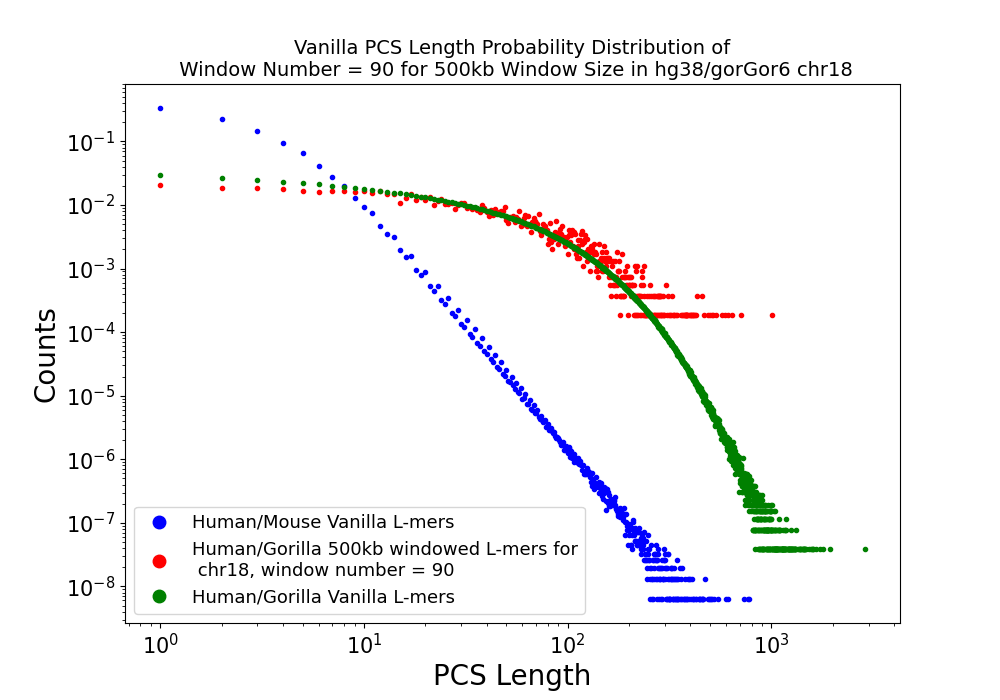 Vanilla PCS Length Probability Distribution of
Window Number = 90 for 500kb Window Size in hg38/gorGor6 chr18
Counts
10⁻¹
10⁻²
10⁻³
10⁻⁴
10⁻⁵
10⁻⁶
10⁻⁷
10⁻⁸
Human/Mouse Vanilla L-mers
Human/Gorilla 500kb windowed L-mers for
chr18, window number = 90
Human/Gorilla Vanilla L-mers
10⁰ 10¹ 10² 10³
PCS Length